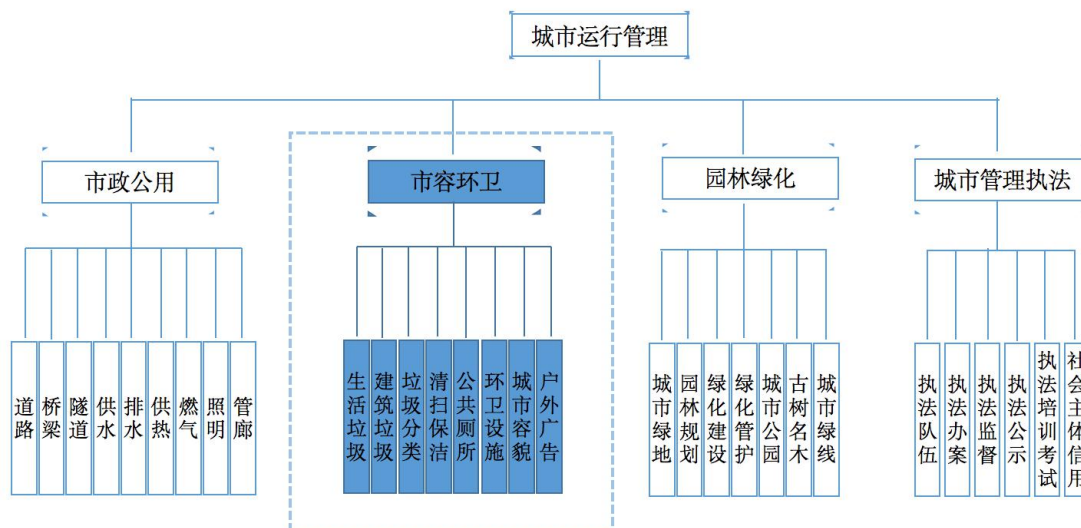 城市运行管理
市政公用
市容环卫
园林绿化
城市管理执法
道路
桥梁
隧道
供水
排水
供热
燃气
照明
管廊
生活垃圾
建筑垃圾
垃圾分类
清扫保洁
公共厕所
环卫设施
城市容貌
户外广告
城市绿地
园林规划
绿化建设
绿化管护
城市公园
古树名木
城市绿线
执法队伍
执法办案
执法监督
执法公示
执法培训考试
社会主体信用